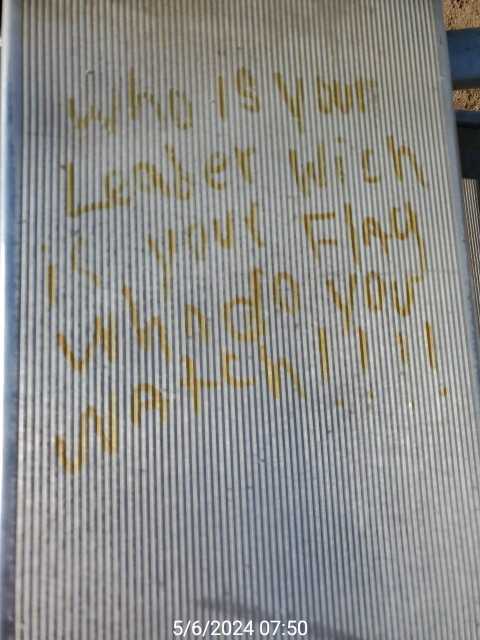 Who is your
Leader Wich
is your Flag
Who do you
watch!!!!
5/6/2024 07:50